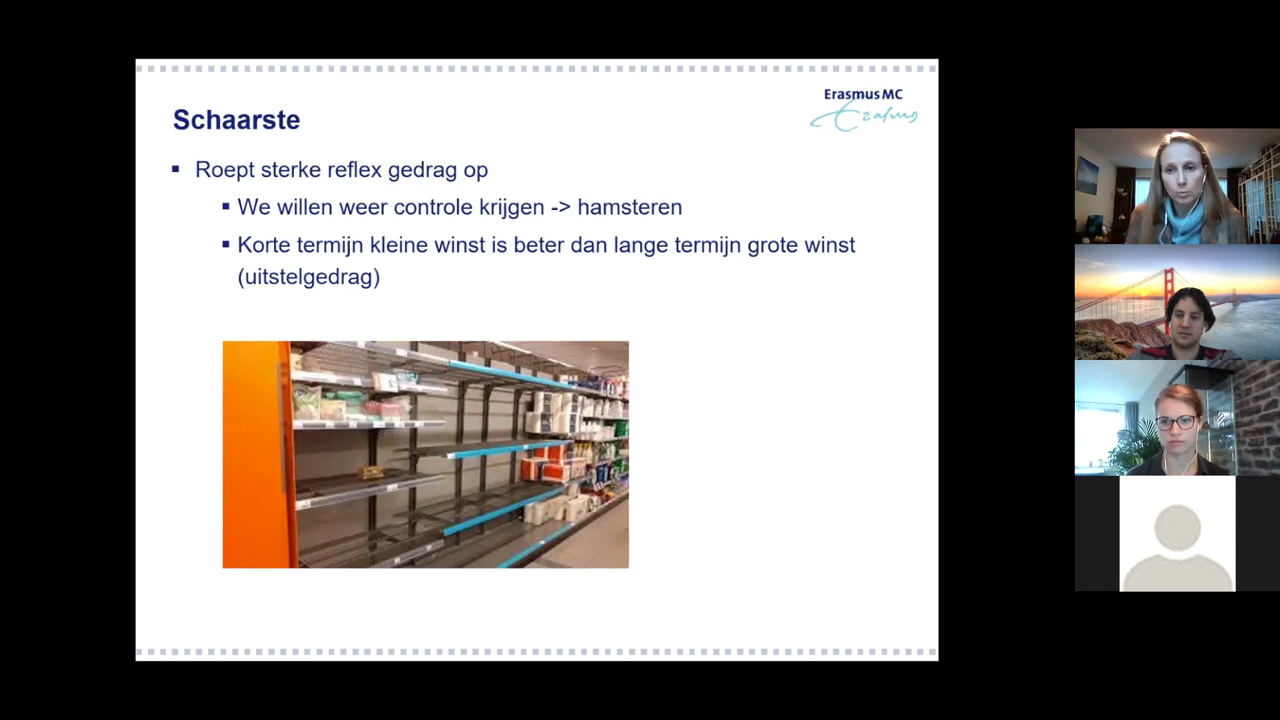 Erasmus MC
Erasmus
Schaarste
▪ Roept sterke reflex gedrag op
▪ We willen weer controle krijgen -> hamsteren
▪ Korte termijn kleine winst is beter dan lange termijn grote winst
(uitstelgedrag)